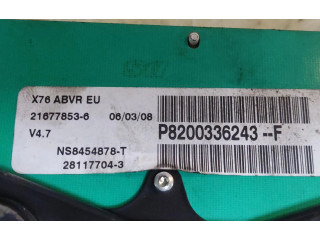 X76 ABVR EU
21677853-6 06/03/08
V4.7
P8200336243--F
NS8454878-T
28117704-3